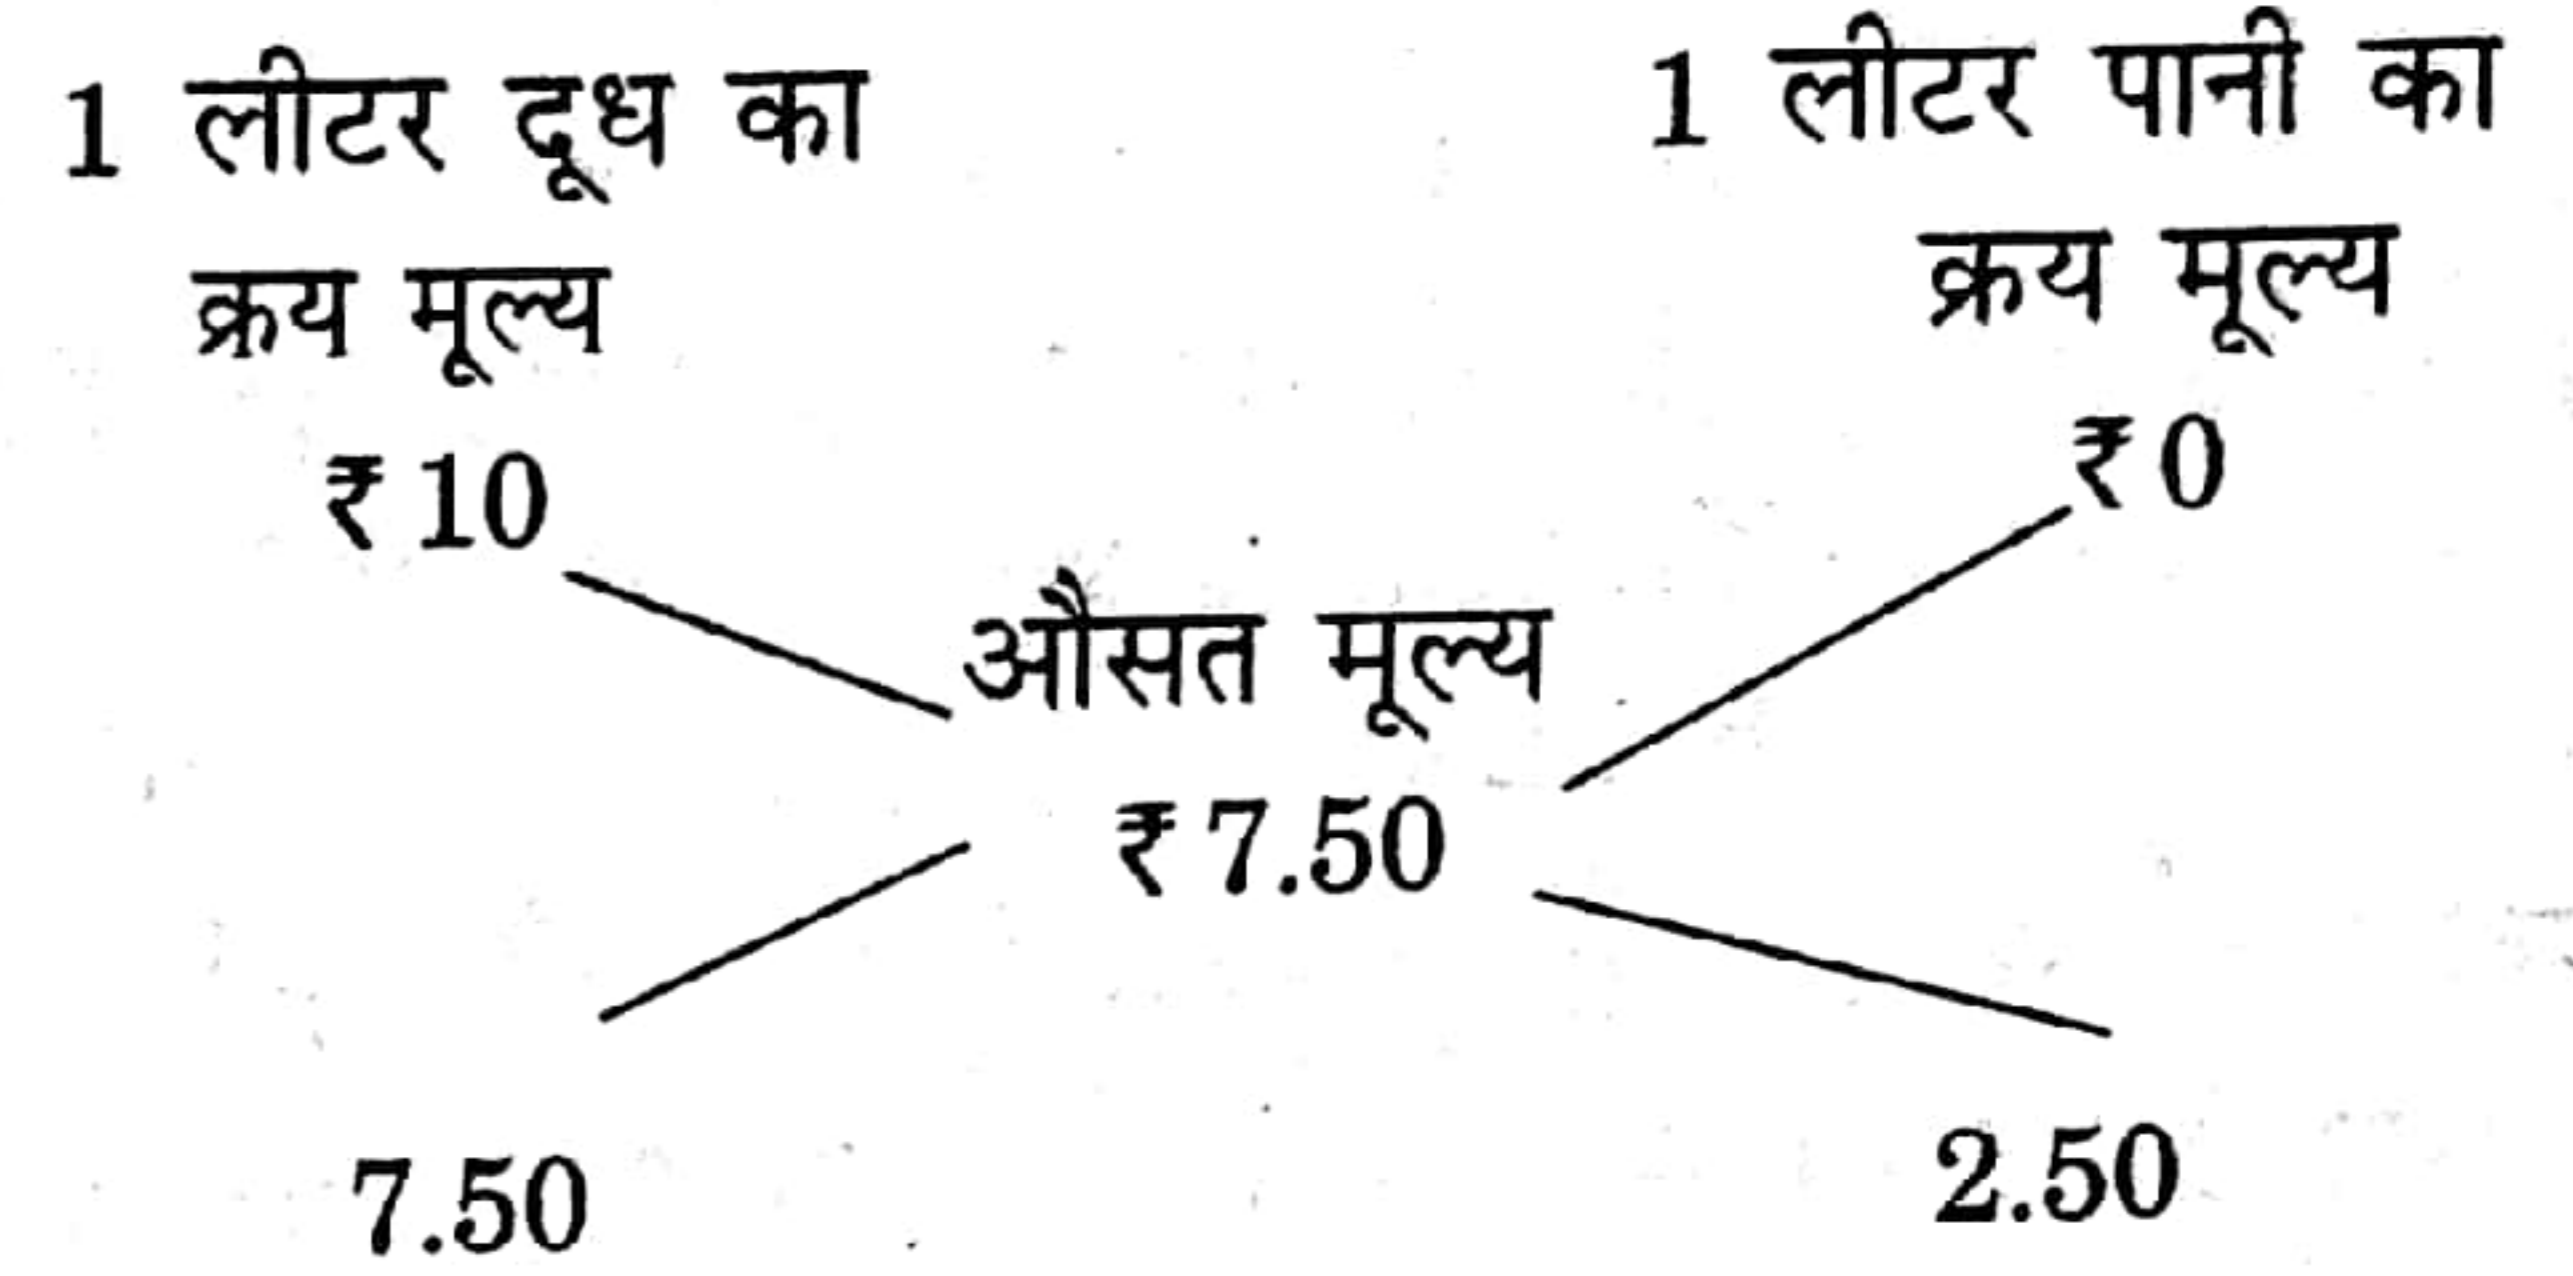 1 लीटर दूध का
क्रय मूल्य
₹ 10
1 लीटर पानी का
क्रय मूल्य
₹ 0
औसत मूल्य
₹ 7.50
7.50
2.50